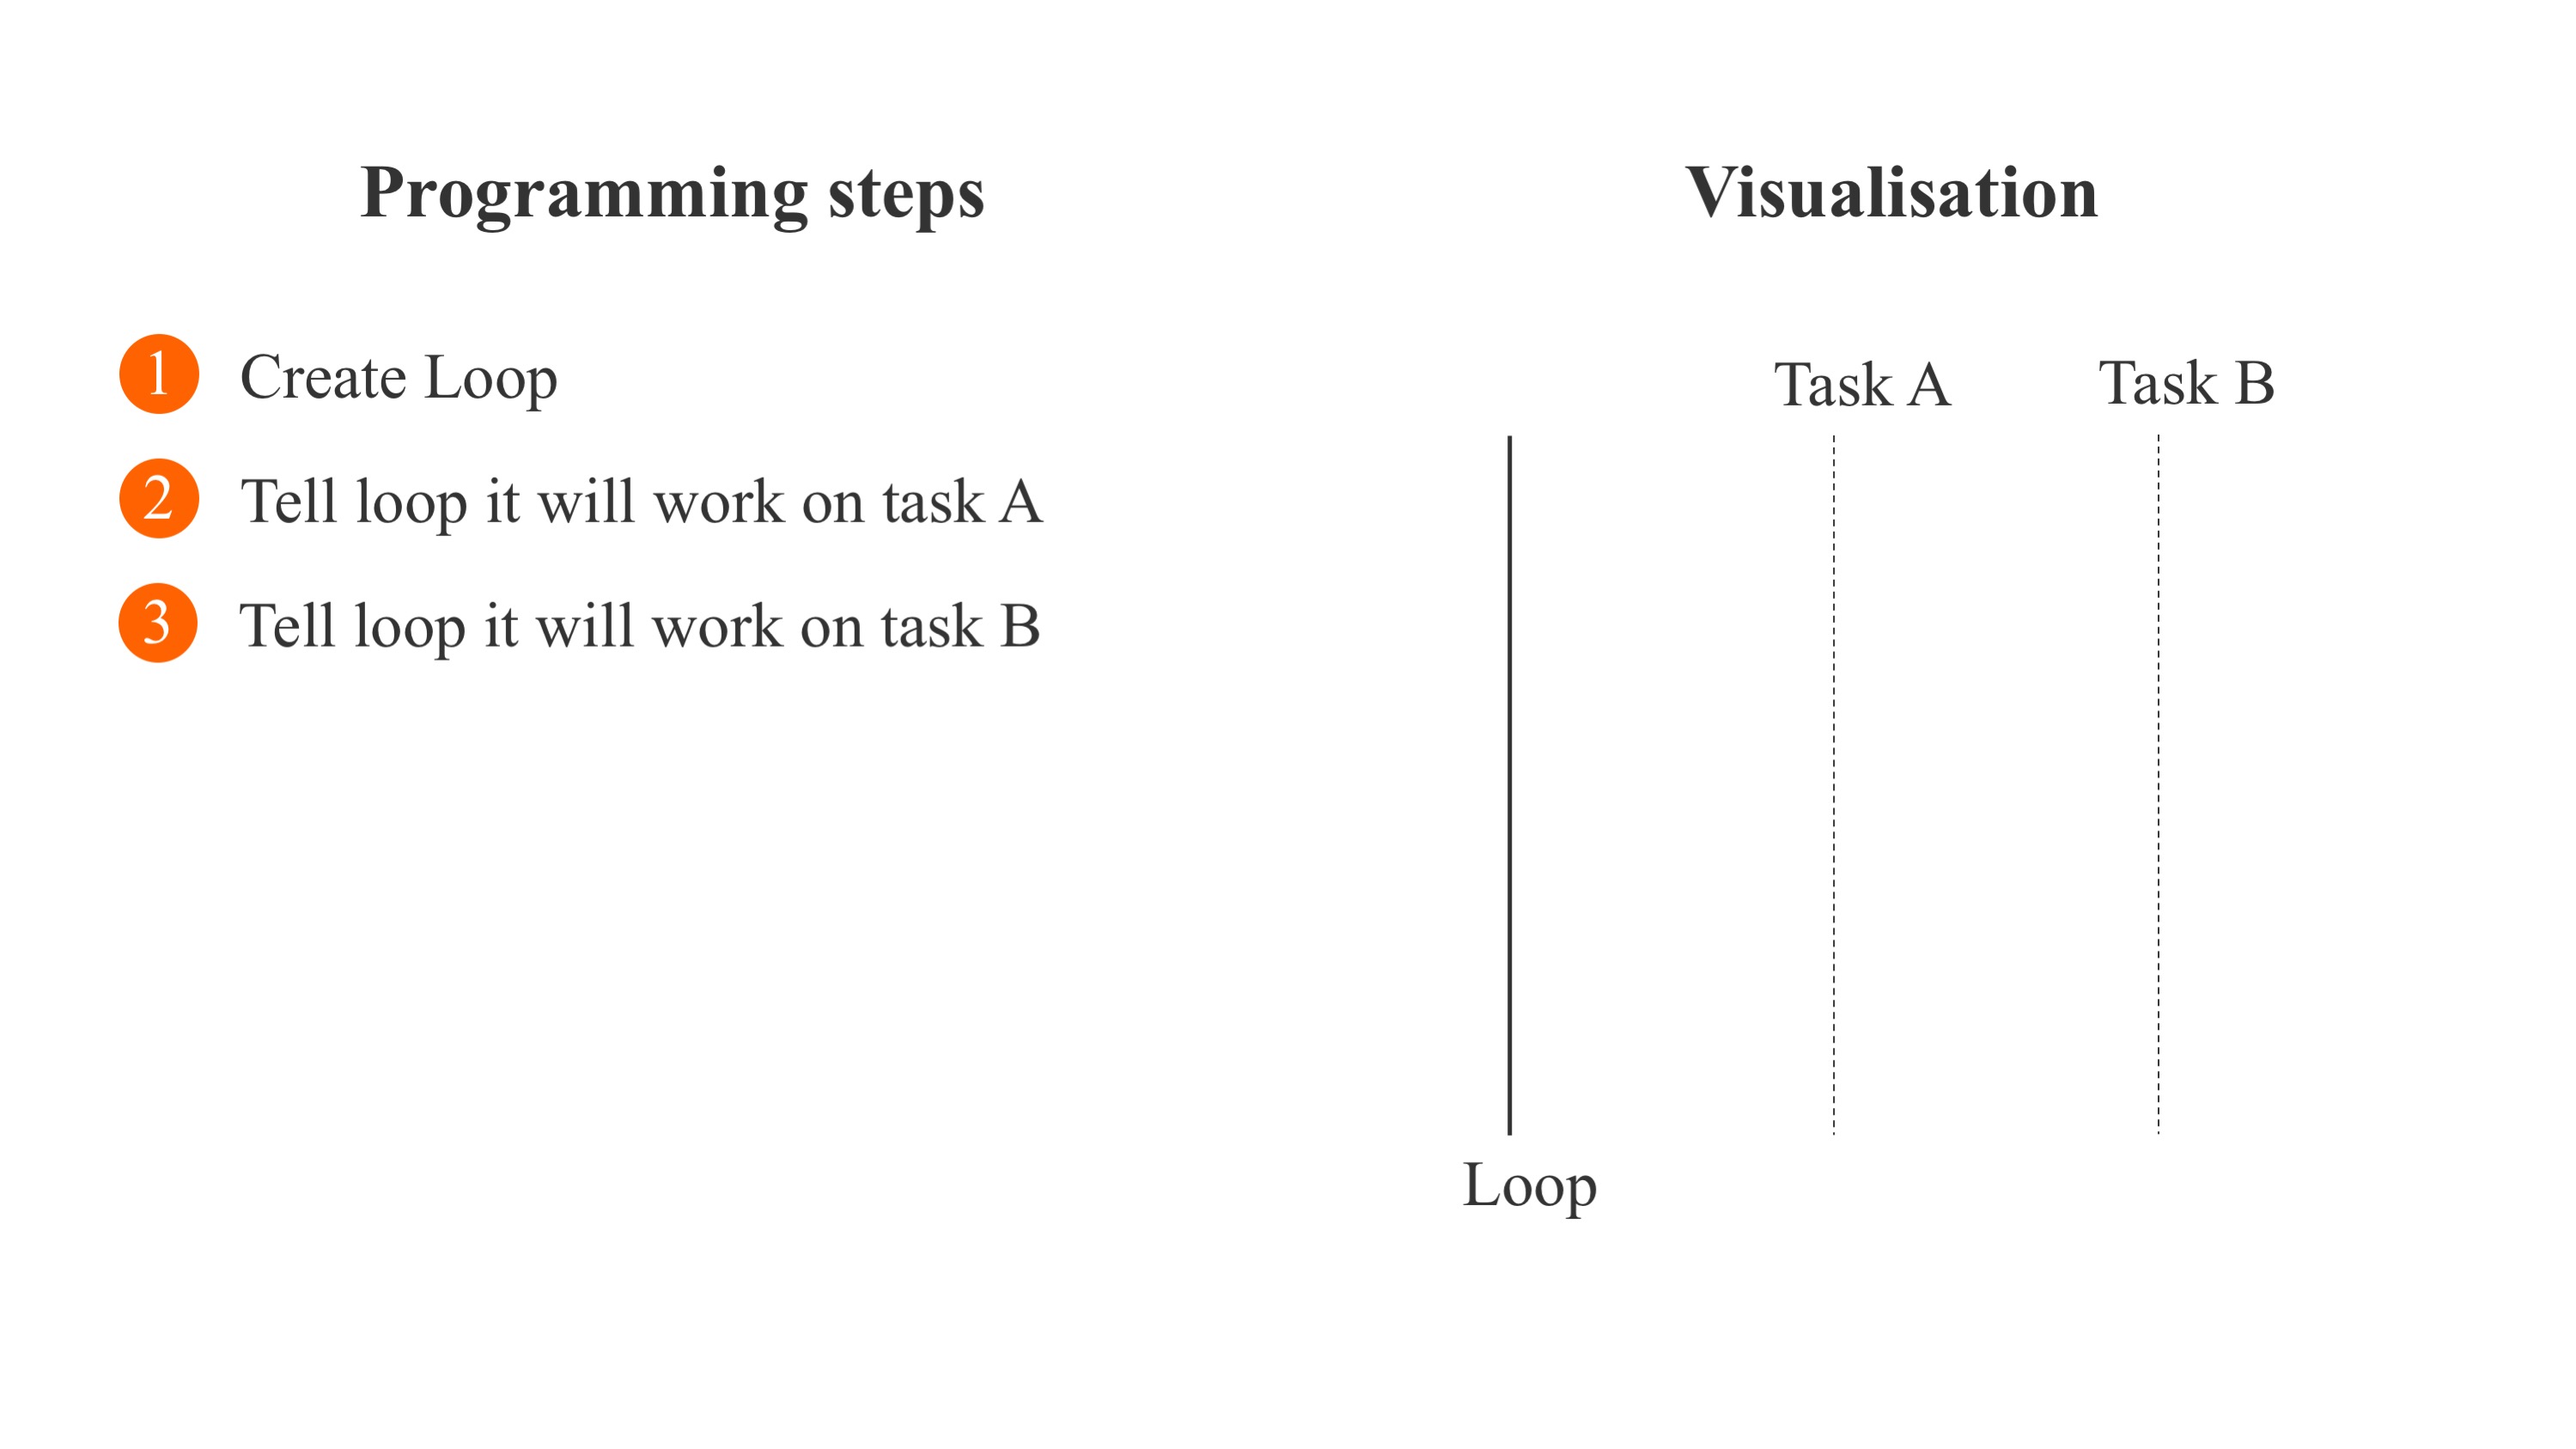 Programming steps
1 Create Loop
2 Tell loop it will work on task A
3 Tell loop it will work on task B
Visualisation
Task A
Task B
Loop